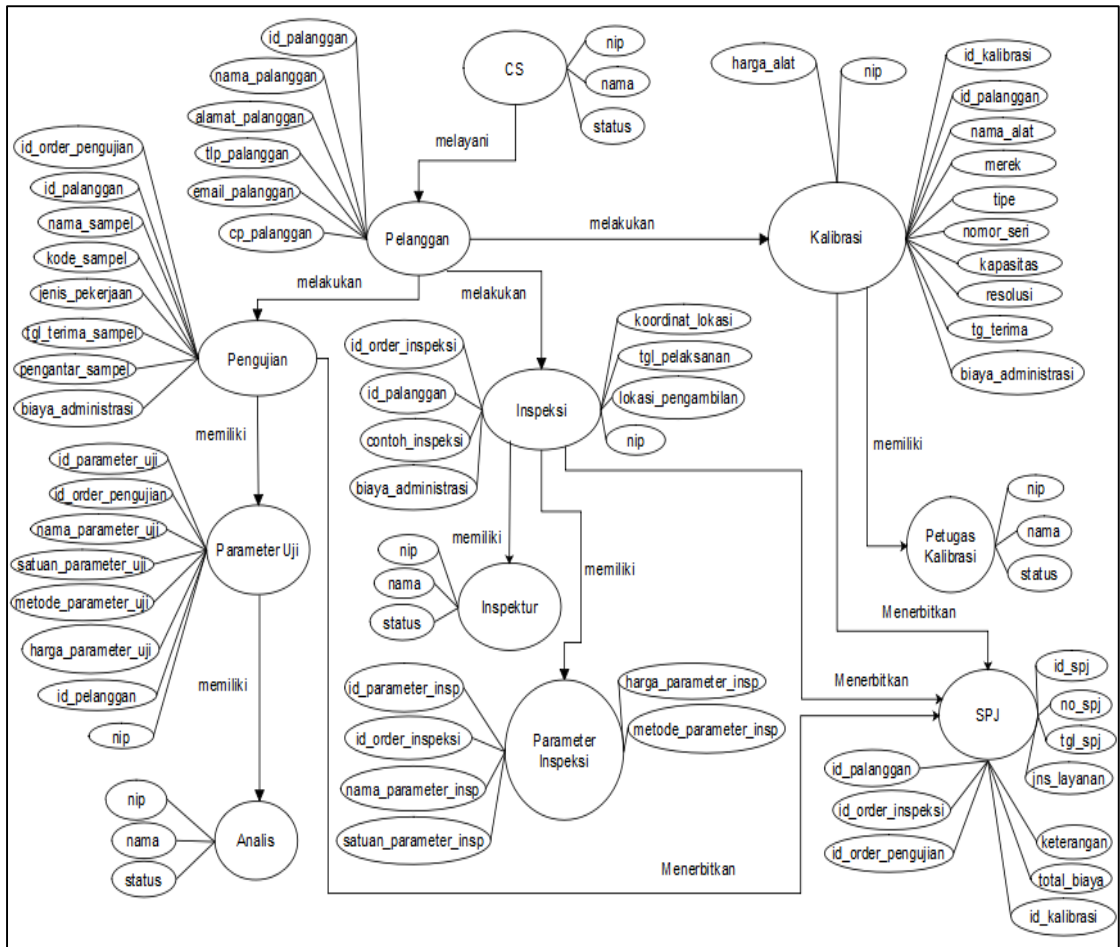 id_palanggan
nama_palanggan
alamat_palanggan
tlp_palanggan
email_palanggan
cp_palanggan
CS
nip
nama
status
melayani
Pelanggan
melakukan
harga_alat
nip
id_kalibrasi
id_palanggan
nama_alat
merek
tipe
nomor_seri
kapasitas
resolusi
tg_terima
biaya_administrasi
Kalibrasi
id_order_pengujian
id_palanggan
nama_sampel
kode_sampel
jenis_pekerjaan
tgl_terima_sampel
pengantar_sampel
biaya_administrasi
melakukan
melakukan
Pengujian
id_order_inspeksi
id_palanggan
contoh_inspeksi
biaya_administrasi
Inspeksi
koordinat_lokasi
tgl_pelaksanan
lokasi_pengambilan
nip
memiliki
memiliki
memiliki
memiliki
id_parameter_uji
id_order_pengujian
nama_parameter_uji
satuan_parameter_uji
metode_parameter_uji
harga_parameter_uji
id_pelanggan
nip
Parameter Uji
memiliki
nip
nama
status
Inspektur
nip
nama
status
Petugas
Kalibrasi
Menerbitkan
Menerbitkan
id_parameter_insp
id_order_inspeksi
nama_parameter_insp
satuan_parameter_insp
Parameter
Inspeksi
harga_parameter_insp
metode_parameter_insp
id_spj
no_spj
tgl_spj
jns_layanan
SPJ
id_palanggan
id_order_inspeksi
id_order_pengujian
keterangan
total_biaya
id_kalibrasi
nip
nama
status
Analis
Menerbitkan